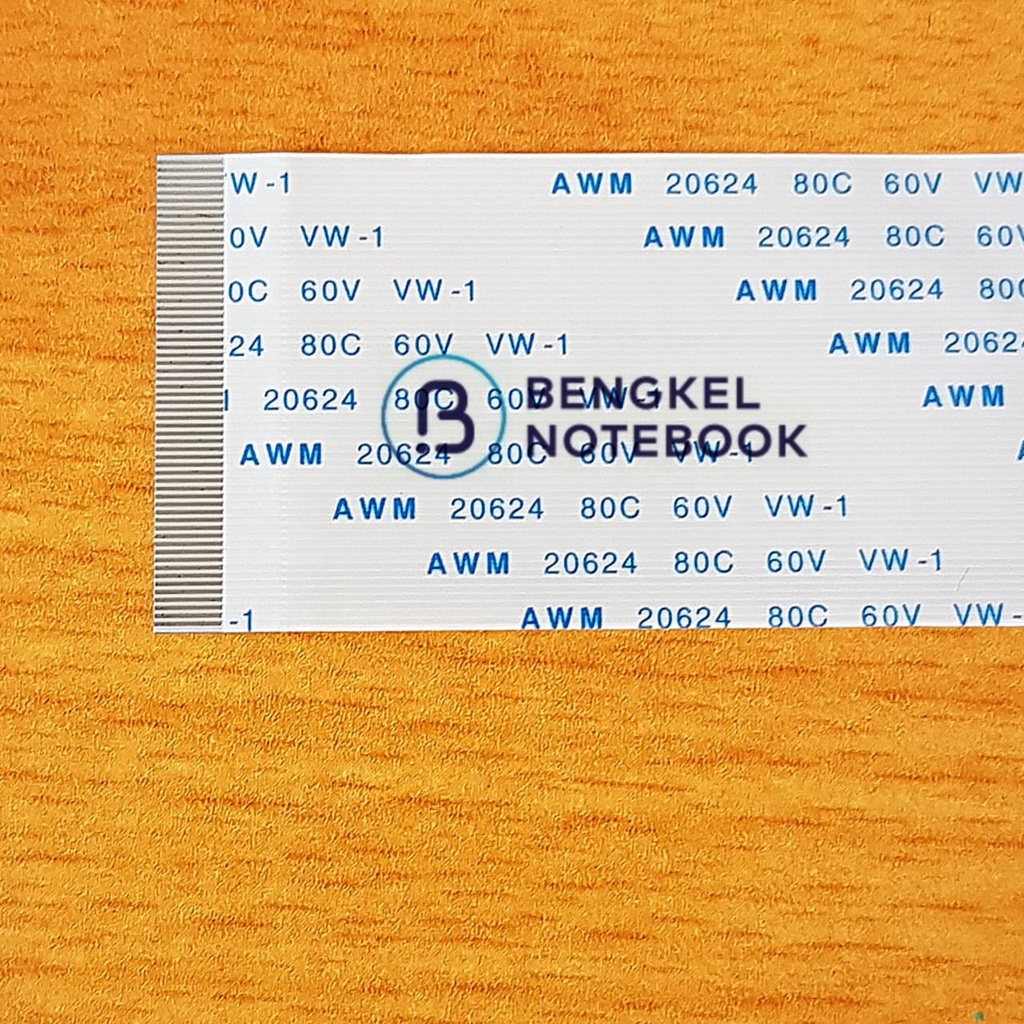 W-1 AWM 20624 80C 60V VW
0V VW-1 AWM 20624 80C 60V
0C 60V VW-1 AWM 20624 80C
24 80C 60V VW-1 AWM 2062
20624 80C 60V VW-1 AWM
BENGKEL
AWM 20624 80C 60V VW-1
NOTEBOOK
AWM 20624 80C 60V VW-1
AWM 20624 80C 60V VW-1
-1 AWM 20624 80C 60V VW-